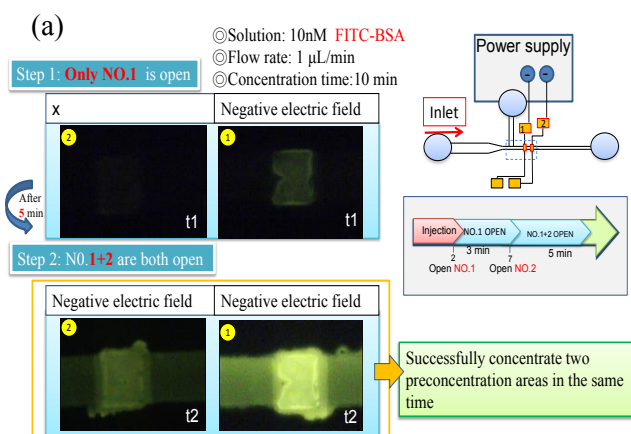 (a)
◎Solution: 10nM FITC-BSA
◎Flow rate: 1 μL/min
◎Concentration time:10 min
Step 1: Only NO.1 is open
x
Negative electric field
2
t1
1
t1
After
5 min
Step 2: N0.1+2 are both open
Negative electric field
Negative electric field
2
t2
1
t2
Power supply
Inlet
1
2
Injection
NO.1 OPEN
NO.1+2 OPEN
3 min
5 min
2
7
Open NO.1
Open NO.2
Successfully concentrate two
preconcentration areas in the same
time